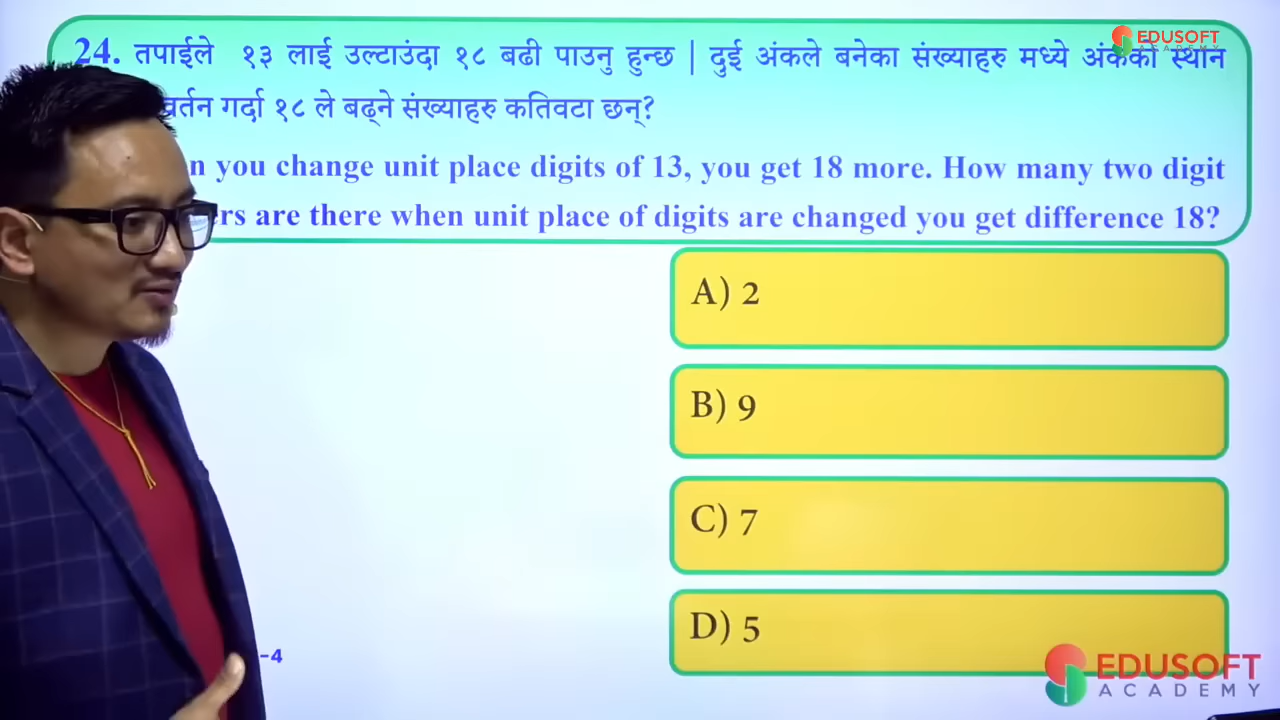 24. तपाईले १३ लाई उल्टाउंदा १८ बढी पाउनु हुन्छ | दुई अंकले बनेका संख्याहरु मध्ये अंकको स्थान
गर्दा १८ ले बढ्ने संख्याहरु कतिवटा छन्?
you change unit place digits of 13, you get 18 more. How many two digit
are there when unit place of digits are changed you get difference 18?
A) 2
B) 9
C) 7
D) 5
-4
EDUSOFT
ACADEMY
EDUSOFT
ACADEMY